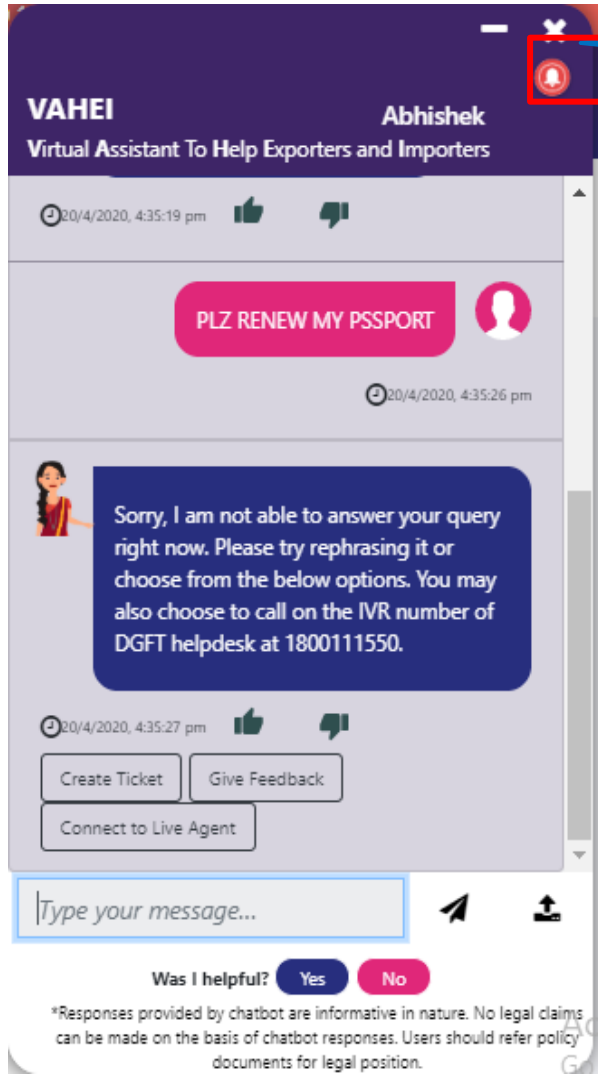 VAHEI
Abhishek
Virtual Assistant To Help Exporters and Importers
20/4/2020, 4:35:19 pm
PLZ RENEW MY PSSPORT
20/4/2020, 4:35:26 pm
Sorry, I am not able to answer your query
right now. Please try rephrasing it or
choose from the below options. You may
also choose to call on the IVR number of
DGFT helpdesk at 1800111550.
20/4/2020, 4:35:27 pm
Create Ticket
Give Feedback
Connect to Live Agent
Type your message...
Was I helpful? Yes No
*Responses provided by chatbot are informative in nature. No legal claims
can be made on the basis of chatbot responses. Users should refer policy
documents for legal position.